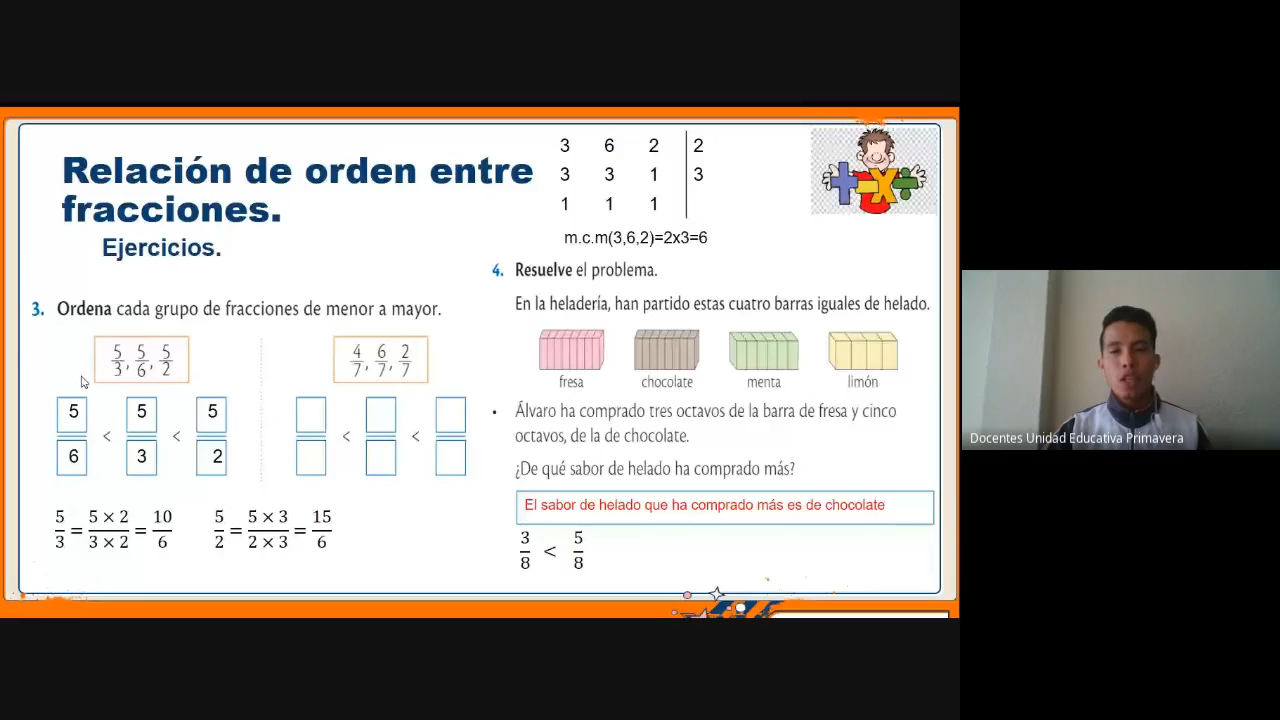 Relación de orden entre
fracciones.
Ejercicios.
3 6 2 | 2
3 3 1 | 3
1 1 1
m.c.m(3,6,2)=2x3=6
3. Ordena cada grupo de fracciones de menor a mayor.
5/3, 5/6, 5/2
4/7, 6/7, 2/7
5/6 < 5/3 < 5/2
< <
5/3 = 5 × 2/3 × 2 = 10/6
5/2 = 5 × 3/2 × 3 = 15/6
4. Resuelve el problema.
En la heladería, han partido estas cuatro barras iguales de helado.
fresa chocolate menta limón
• Álvaro ha comprado tres octavos de la barra de fresa y cinco
octavos, de la de chocolate.
¿De qué sabor de helado ha comprado más?
El sabor de helado que ha comprado más es de chocolate
3/8 < 5/8
Docentes Unidad Educativa Primavera